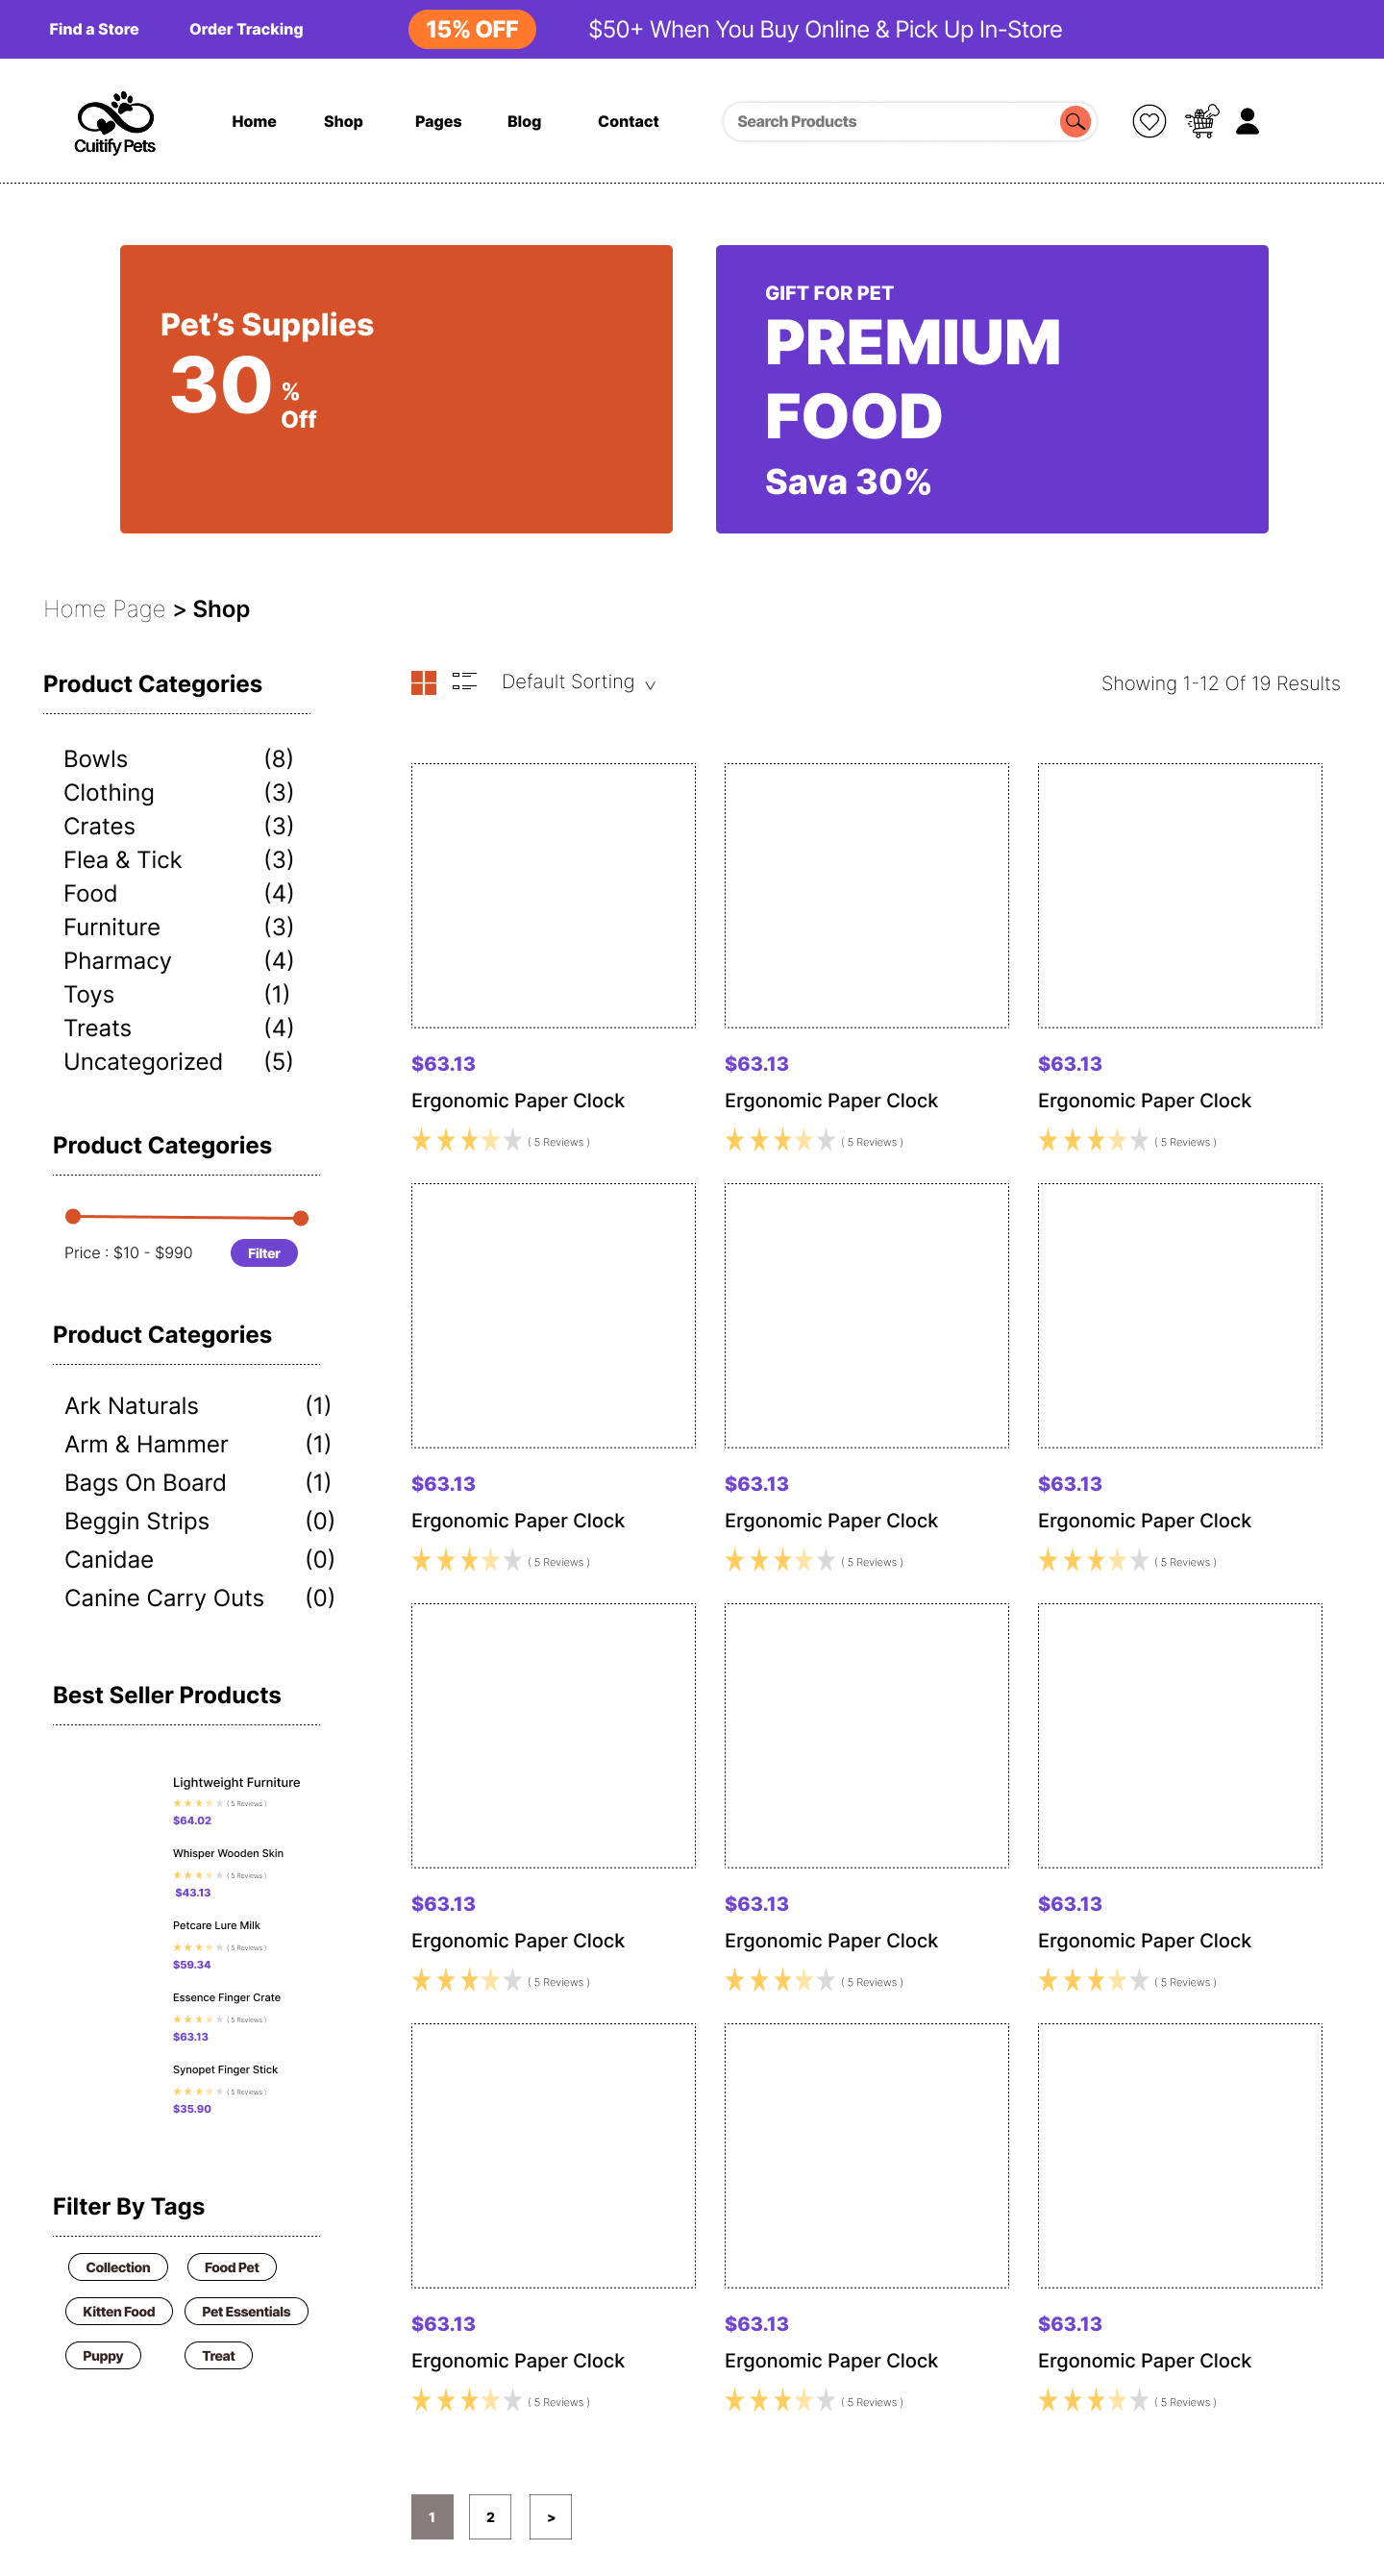 Find a Store Order Tracking 15% OFF $50+ When You Buy Online & Pick Up In-Store
Cuitify Pets
Home Shop Pages Blog Contact Search Products
Pet's Supplies
30 %
Off
GIFT FOR PET
PREMIUM
FOOD
Sava 30%
Home Page > Shop
Product Categories
Bowls (8)
Clothing (3)
Crates (3)
Flea & Tick (3)
Food (4)
Furniture (3)
Pharmacy (4)
Toys (1)
Treats (4)
Uncategorized (5)
Product Categories
Price : $10 - $990 Filter
Product Categories
Ark Naturals (1)
Arm & Hammer (1)
Bags On Board (1)
Beggin Strips (0)
Canidae (0)
Canine Carry Outs (0)
Best Seller Products
Lightweight Furniture
( 5 Reviews )
$64.02
Whisper Wooden Skin
( 5 Reviews )
$43.13
Petcare Lure Milk
( 5 Reviews )
$59.34
Essence Finger Crate
( 5 Reviews )
$63.13
Synopet Finger Stick
( 5 Reviews )
$35.90
Filter By Tags
Collection Food Pet
Kitten Food Pet Essentials
Puppy Treat
Default Sorting Showing 1-12 Of 19 Results
$63.13 $63.13 $63.13
Ergonomic Paper Clock Ergonomic Paper Clock Ergonomic Paper Clock
( 5 Reviews ) ( 5 Reviews ) ( 5 Reviews )
$63.13 $63.13 $63.13
Ergonomic Paper Clock Ergonomic Paper Clock Ergonomic Paper Clock
( 5 Reviews ) ( 5 Reviews ) ( 5 Reviews )
$63.13 $63.13 $63.13
Ergonomic Paper Clock Ergonomic Paper Clock Ergonomic Paper Clock
( 5 Reviews ) ( 5 Reviews ) ( 5 Reviews )
$63.13 $63.13 $63.13
Ergonomic Paper Clock Ergonomic Paper Clock Ergonomic Paper Clock
( 5 Reviews ) ( 5 Reviews ) ( 5 Reviews )
1 2 >